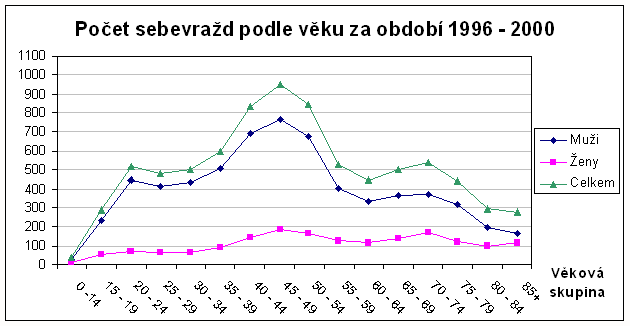 Počet sebevražd podle věku za období 1996 - 2000
1100
1000
900
800
700
600
500
400
300
200
100
0
0 - 14
15 - 19
20 - 24
25 - 29
30 - 34
35 - 39
40 - 44
45 - 49
50 - 54
55 - 59
60 - 64
65 - 69
70 - 74
75 - 79
80 - 84
85+
Věková
skupina
Muži
Ženy
Celkem